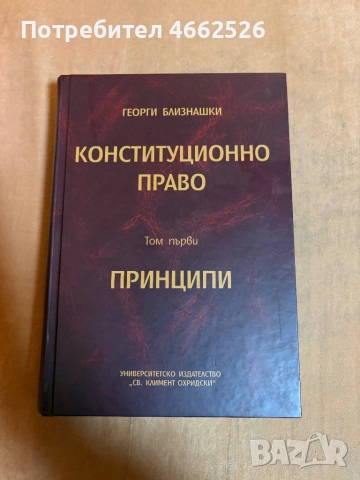 Потребител 4662526
ГЕОРГИ БЛИЗНАШКИ
КОНСТИТУЦИОННО
ПРАВО
Том първи
ПРИНЦИПИ
УНИВЕРСИТЕТСКО ИЗДАТЕЛСТВО
„СВ. КЛИМЕНТ ОХРИДСКИ"
BAZAR